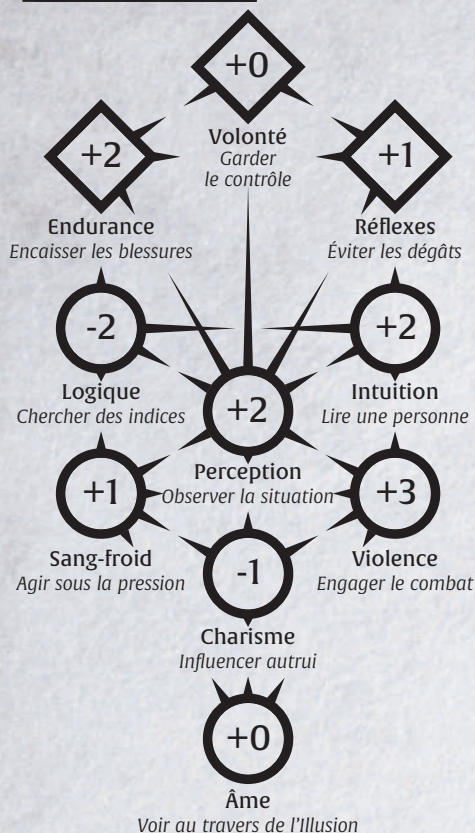 +0
Volonté
Garder
le contrôle
+2
Endurance
Encaisser les blessures
+1
Réflexes
Éviter les dégâts
-2
Logique
Chercher des indices
+2
Intuition
Lire une personne
+2
Perception
Observer la situation
+1
Sang-froid
Agir sous la pression
+3
Violence
Engager le combat
-1
Charisme
Influencer autrui
+0
Âme
Voir au travers de l’Illusion